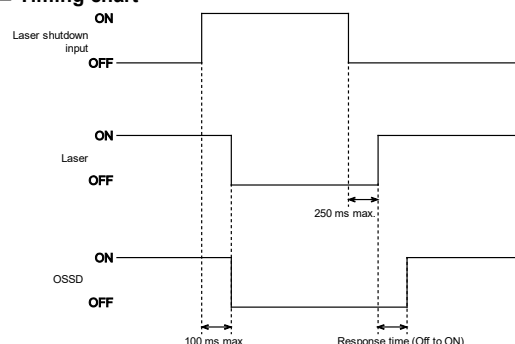 Timing chart
ON
Laser shutdown
input
OFF
ON
Laser
OFF
250 ms max.
ON
OSSD
OFF
100 ms max.
Response time (Off to ON)